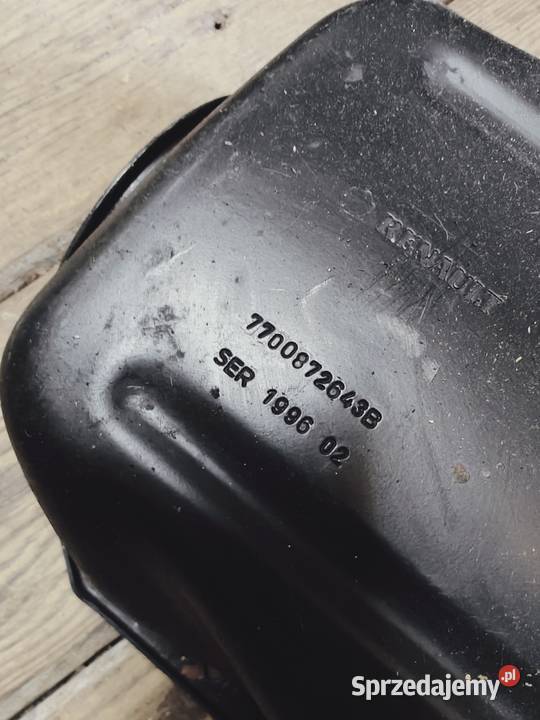 RENAULT
7700872643B
SER 1996 02
Sprzedajemy.pl